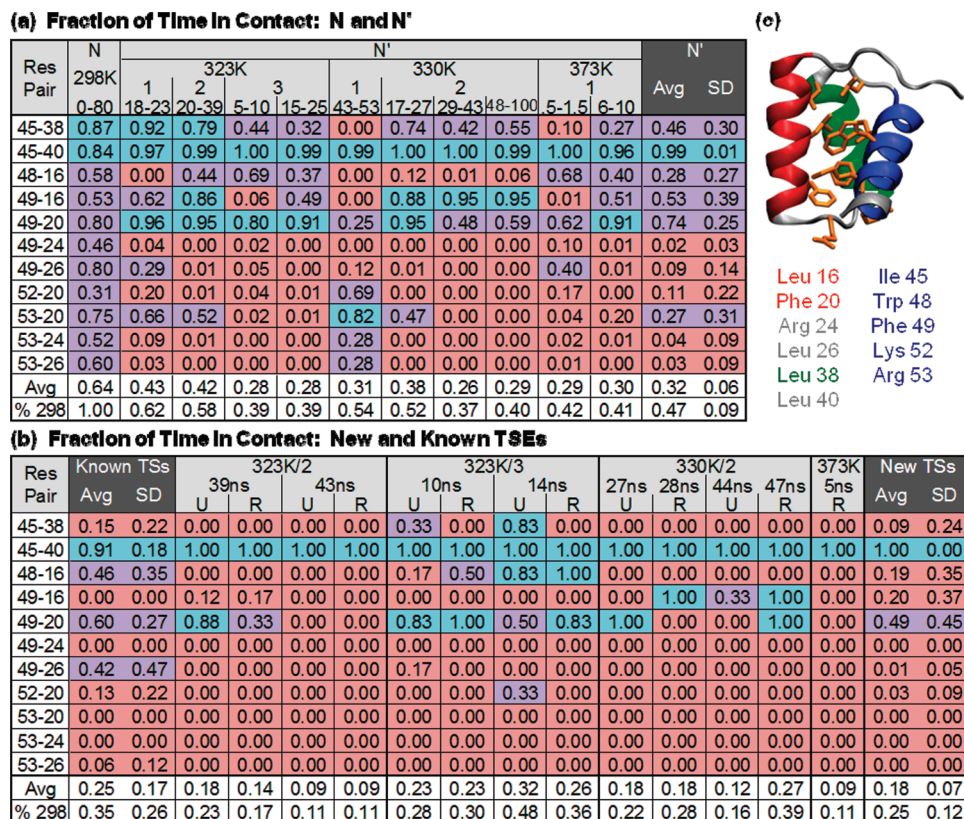 (a) Fraction of Time in Contact: N and N'
(c)
Res Pair N N' N'
298K 323K 330K 373K Avg SD
1 2 3 1 2 1
0-80 18-23 20-39 5-10 15-25 43-53 17-27 29-43 48-100 .5-1.5 6-10
45-38 0.87 0.92 0.79 0.44 0.32 0.00 0.74 0.42 0.55 0.10 0.27 0.46 0.30
45-40 0.84 0.97 0.99 1.00 0.99 0.99 1.00 1.00 0.99 1.00 0.96 0.99 0.01
48-16 0.58 0.00 0.44 0.69 0.37 0.00 0.12 0.01 0.06 0.68 0.40 0.28 0.27
49-16 0.53 0.62 0.86 0.06 0.49 0.00 0.88 0.95 0.95 0.01 0.51 0.53 0.39
49-20 0.80 0.96 0.95 0.80 0.91 0.25 0.95 0.48 0.59 0.62 0.91 0.74 0.25
49-24 0.46 0.04 0.00 0.02 0.00 0.00 0.00 0.00 0.00 0.10 0.01 0.02 0.03
49-26 0.80 0.29 0.01 0.05 0.00 0.12 0.01 0.00 0.00 0.40 0.01 0.09 0.14
52-20 0.31 0.20 0.01 0.04 0.01 0.69 0.00 0.00 0.00 0.17 0.00 0.11 0.22
53-20 0.75 0.66 0.52 0.02 0.01 0.82 0.47 0.00 0.00 0.04 0.20 0.27 0.31
53-24 0.52 0.09 0.01 0.00 0.00 0.28 0.00 0.00 0.00 0.02 0.01 0.04 0.09
53-26 0.60 0.03 0.00 0.00 0.00 0.28 0.00 0.00 0.00 0.01 0.00 0.03 0.09
Avg 0.64 0.43 0.42 0.28 0.28 0.31 0.38 0.26 0.29 0.29 0.30 0.32 0.06
% 298 1.00 0.62 0.58 0.39 0.39 0.54 0.52 0.37 0.40 0.42 0.41 0.47 0.09
Leu 16 Ile 45
Phe 20 Trp 48
Arg 24 Phe 49
Leu 26 Lys 52
Leu 38 Arg 53
Leu 40
(b) Fraction of Time in Contact: New and Known TSEs
Res Pair Known TSs 323K/2 323K/3 330K/2 373K New TSs
Avg SD 39ns 43ns 10ns 14ns 27ns 28ns 44ns 47ns 5ns Avg SD
U R U R U R U R U R U R R
45-38 0.15 0.22 0.00 0.00 0.00 0.00 0.33 0.00 0.83 0.00 0.00 0.00 0.00 0.00 0.00 0.09 0.24
45-40 0.91 0.18 1.00 1.00 1.00 1.00 1.00 1.00 1.00 1.00 1.00 1.00 1.00 1.00 1.00 1.00 0.00
48-16 0.46 0.35 0.00 0.00 0.00 0.00 0.17 0.50 0.83 1.00 0.00 0.00 0.00 0.00 0.00 0.19 0.35
49-16 0.00 0.00 0.12 0.17 0.00 0.00 0.00 0.00 0.00 0.00 0.00 1.00 0.33 1.00 0.00 0.20 0.37
49-20 0.60 0.27 0.88 0.33 0.00 0.00 0.83 1.00 0.50 0.83 1.00 0.00 0.00 1.00 0.00 0.49 0.45
49-24 0.00 0.00 0.00 0.00 0.00 0.00 0.00 0.00 0.00 0.00 0.00 0.00 0.00 0.00 0.00 0.00 0.00
49-26 0.42 0.47 0.00 0.00 0.00 0.00 0.17 0.00 0.00 0.00 0.00 0.00 0.00 0.00 0.00 0.01 0.05
52-20 0.13 0.22 0.00 0.00 0.00 0.00 0.00 0.00 0.33 0.00 0.00 0.00 0.00 0.00 0.00 0.03 0.09
53-20 0.00 0.00 0.00 0.00 0.00 0.00 0.00 0.00 0.00 0.00 0.00 0.00 0.00 0.00 0.00 0.00 0.00
53-24 0.00 0.00 0.00 0.00 0.00 0.00 0.00 0.00 0.00 0.00 0.00 0.00 0.00 0.00 0.00 0.00 0.00
53-26 0.06 0.12 0.00 0.00 0.00 0.00 0.00 0.00 0.00 0.00 0.00 0.00 0.00 0.00 0.00 0.00 0.00
Avg 0.25 0.17 0.18 0.14 0.09 0.09 0.23 0.23 0.32 0.26 0.18 0.18 0.12 0.27 0.09 0.18 0.07
% 298 0.35 0.26 0.23 0.17 0.11 0.11 0.28 0.30 0.48 0.36 0.22 0.28 0.16 0.39 0.11 0.25 0.12